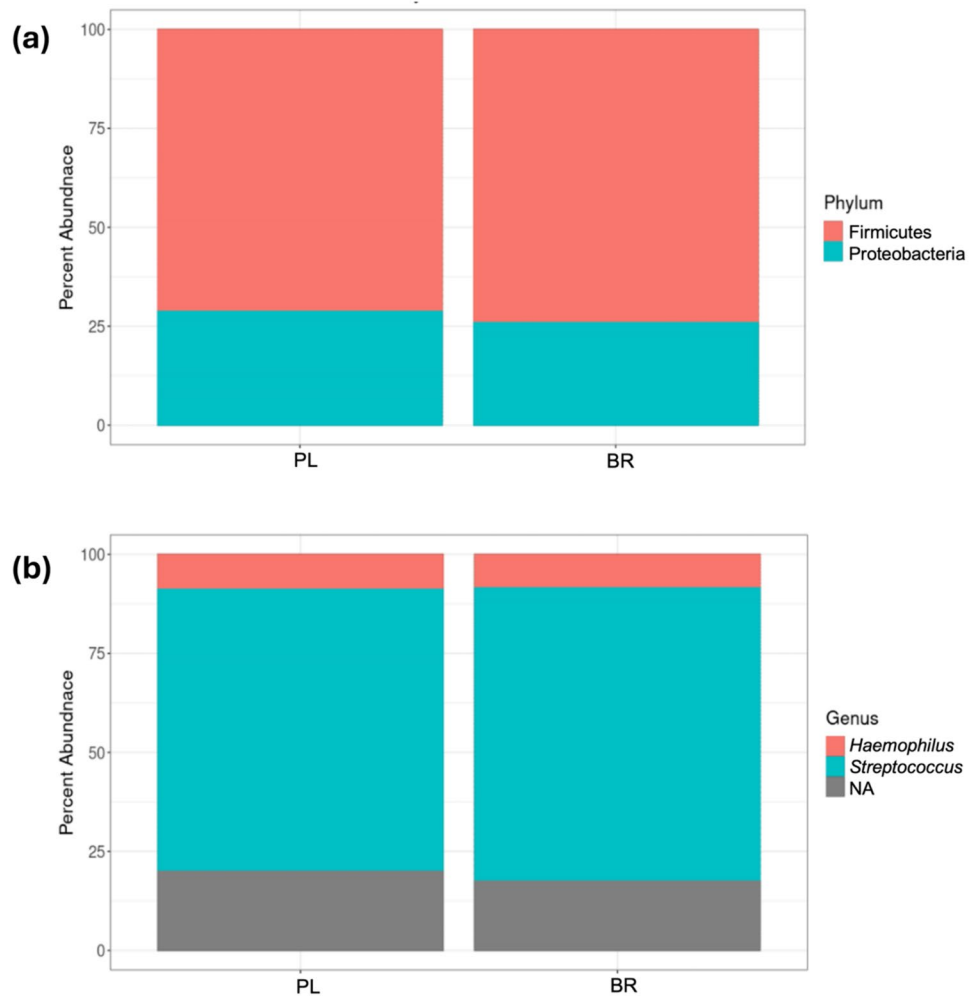 (a)
100
75
50
25
0
Percent Abundnace
PL BR
Phylum
Firmicutes
Proteobacteria
(b)
100
75
50
25
0
Percent Abundnace
PL BR
Genus
Haemophilus
Streptococcus
NA